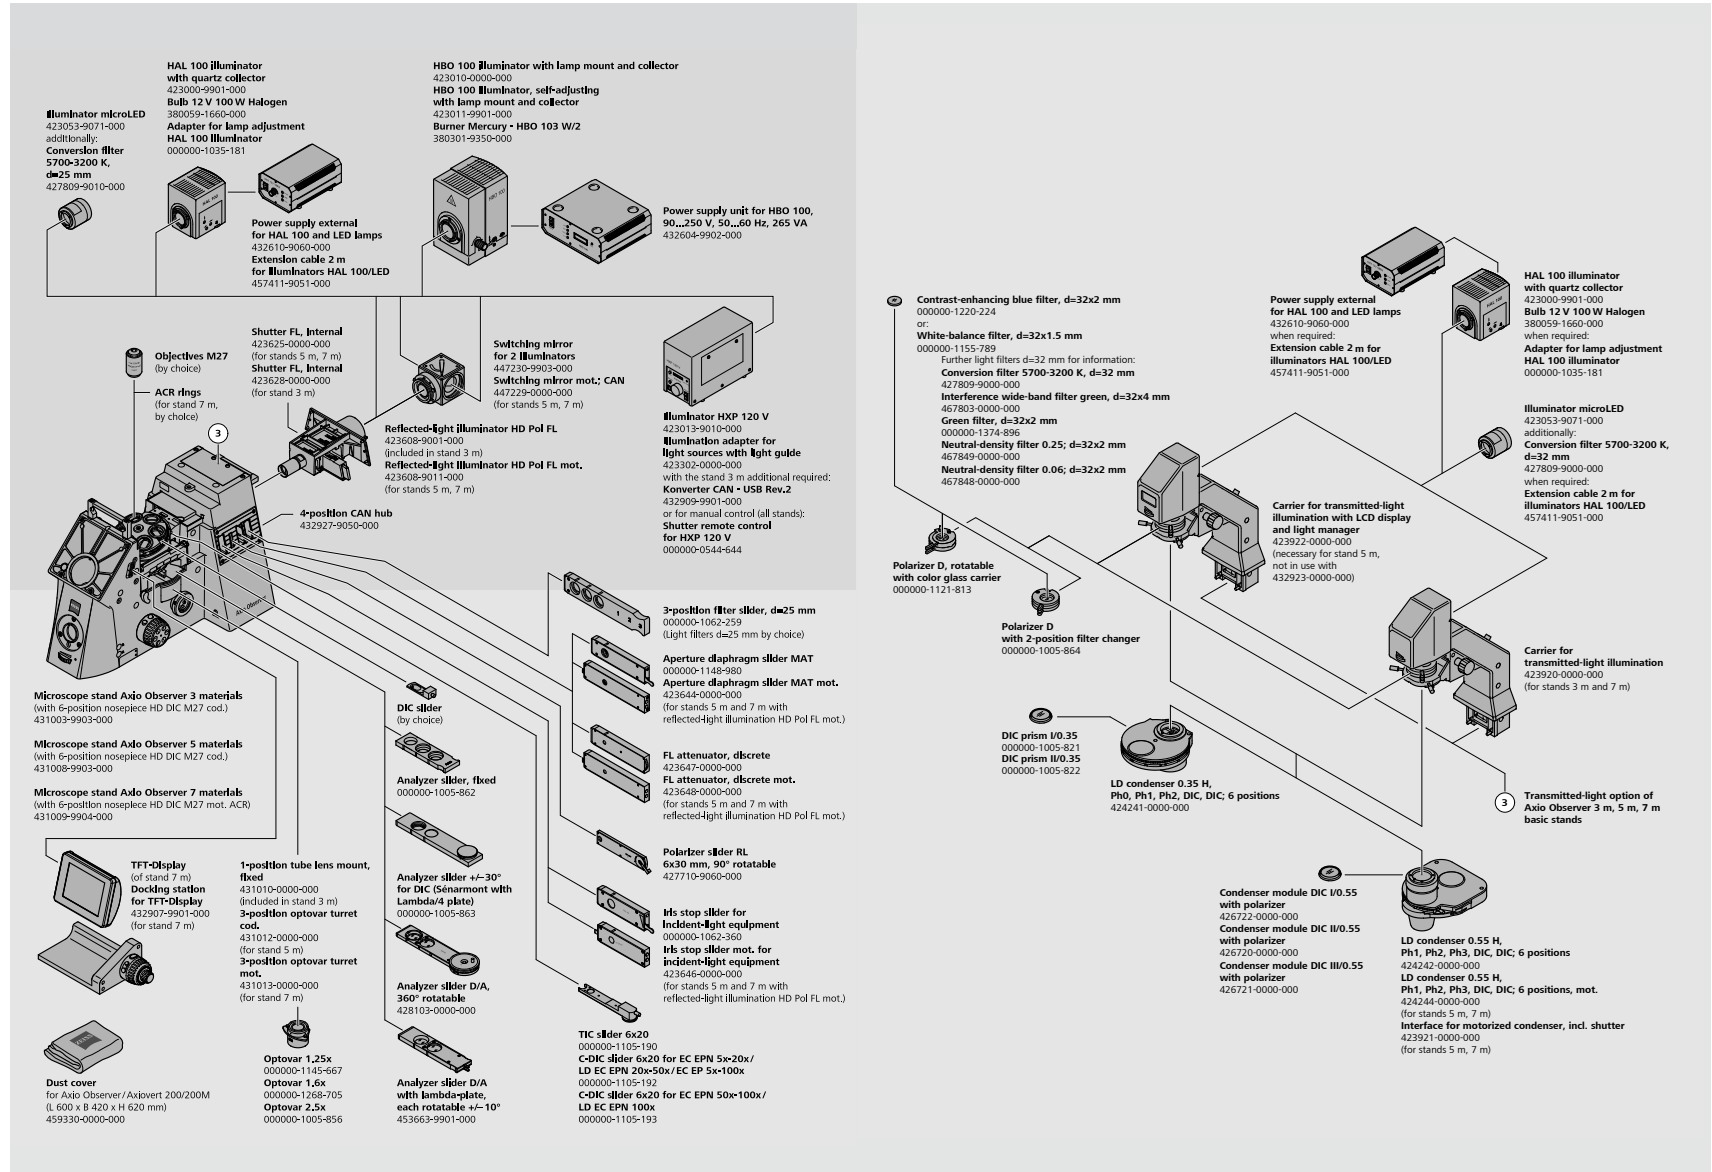 HAL 100 illuminator
with quartz collector
423000-9901-000
Bulb 12 V 100 W Halogen
380059-1660-000
Adapter for lamp adjustment
HAL 100 Illuminator
000000-1035-181
HBO 100 illuminator with lamp mount and collector
423010-0000-000
HBO 100 Illuminator, self-adjusting
with lamp mount and collector
423011-9901-000
Burner Mercury - HBO 103 W/2
380301-9350-000
Illuminator microLED
423053-9071-000
additionally:
Conversion filter
5700-3200 K,
d=25 mm
427809-9010-000
HAL 100
HBO 100
Power supply external
for HAL 100 and LED lamps
432610-9060-000
Extension cable 2 m
for Illuminators HAL 100/LED
457411-9051-000
Power supply unit for HBO 100,
90...250 V, 50...60 Hz, 265 VA
432604-9902-000
Objectives M27
(by choice)
ACR rings
(for stand 7 m,
by choice)
3
Shutter FL, Internal
423625-0000-000
(for stands 5 m, 7 m)
Shutter FL, Internal
423628-0000-000
(for stand 3 m)
Switching mirror
for 2 Illuminators
447230-9903-000
Switching mirror mot.; CAN
447229-0000-000
(for stands 5 m, 7 m)
Reflected-light illuminator HD Pol FL
423608-9001-000
(included in stand 3 m)
Reflected-light Illuminator HD Pol FL mot.
423608-9011-000
(for stands 5 m, 7 m)
Illuminator HXP 120 V
423013-9010-000
Illumination adapter for
light sources with light guide
423302-0000-000
with the stand 3 m additional required:
Konverter CAN - USB Rev.2
432909-9901-000
or for manual control (all stands):
Shutter remote control
for HXP 120 V
000000-0544-644
4-position CAN hub
432927-9050-000
Axio Observer
Microscope stand Axio Observer 3 materials
(with 6-position nosepiece HD DIC M27 cod.)
431003-9903-000
Microscope stand Axio Observer 5 materials
(with 6-position nosepiece HD DIC M27 cod.)
431008-9903-000
Microscope stand Axio Observer 7 materials
(with 6-position nosepiece HD DIC M27 mot. ACR)
431009-9904-000
TFT-Display
(of stand 7 m)
Docking station
for TFT-Display
432907-9901-000
(for stand 7 m)
Dust cover
for Axio Observer/Axiovert 200/200M
(L 600 x B 420 x H 620 mm)
459330-0000-000
1-position tube lens mount,
fixed
431010-0000-000
(included in stand 3 m)
3-position optovar turret
cod.
431012-0000-000
(for stand 5 m)
3-position optovar turret
mot.
431013-0000-000
(for stand 7 m)
Optovar 1.25x
000000-1145-667
Optovar 1.6x
000000-1268-705
Optovar 2.5x
000000-1005-856
DIC slider
(by choice)
Analyzer slider, fixed
000000-1005-862
Analyzer slider +/–30°
for DIC (Sénarmont with
Lambda/4 plate)
000000-1005-863
Analyzer slider D/A,
360° rotatable
428103-0000-000
Analyzer slider D/A
with lambda-plate,
each rotatable +/–10°
453663-9901-000
3-position filter slider, d=25 mm
000000-1062-259
(Light filters d=25 mm by choice)
Aperture diaphragm slider MAT
000000-1148-980
Aperture diaphragm slider MAT mot.
423644-0000-000
(for stands 5 m and 7 m with
reflected-light illumination HD Pol FL mot.)
FL attenuator, discrete
423647-0000-000
FL attenuator, discrete mot.
423648-0000-000
(for stands 5 m and 7 m with
reflected-light illumination HD Pol FL mot.)
Polarizer slider RL
6x30 mm, 90° rotatable
427710-9060-000
Iris stop slider for
incident-light equipment
000000-1062-360
Iris stop slider mot. for
incident-light equipment
423646-0000-000
(for stands 5 m and 7 m with
reflected-light illumination HD Pol FL mot.)
TIC slider 6x20
000000-1105-190
C-DIC slider 6x20 for EC EPN 5x-20x/
LD EC EPN 20x-50x/EC EP 5x-100x
000000-1105-192
C-DIC slider 6x20 for EC EPN 50x-100x/
LD EC EPN 100x
000000-1105-193
Contrast-enhancing blue filter, d=32x2 mm
000000-1220-224
or:
White-balance filter, d=32x1.5 mm
000000-1155-789
Further light filters d=32 mm for information:
Conversion filter 5700-3200 K, d=32 mm
427809-9000-000
Interference wide-band filter green, d=32x4 mm
467803-0000-000
Green filter, d=32x2 mm
000000-1374-896
Neutral-density filter 0.25; d=32x2 mm
467849-0000-000
Neutral-density filter 0.06; d=32x2 mm
467848-0000-000
Power supply external
for HAL 100 and LED lamps
432610-9060-000
when required:
Extension cable 2 m for
illuminators HAL 100/LED
457411-9051-000
HAL 100
HAL 100 illuminator
with quartz collector
423000-9901-000
Bulb 12 V 100 W Halogen
380059-1660-000
when required:
Adapter for lamp adjustment
HAL 100 illuminator
000000-1035-181
Illuminator microLED
423053-9071-000
additionally:
Conversion filter 5700-3200 K,
d=32 mm
427809-9000-000
when required:
Extension cable 2 m for
illuminators HAL 100/LED
457411-9051-000
Carrier for transmitted-light
illumination with LCD display
and light manager
423922-0000-000
(necessary for stand 5 m,
not in use with
432923-0000-000)
Polarizer D, rotatable
with color glass carrier
000000-1121-813
Polarizer D
with 2-position filter changer
000000-1005-864
Carrier for
transmitted-light illumination
423920-0000-000
(for stands 3 m and 7 m)
DIC prism I/0.35
000000-1005-821
DIC prism II/0.35
000000-1005-822
LD condenser 0.35 H,
Ph0, Ph1, Ph2, DIC, DIC; 6 positions
424241-0000-000
3
Transmitted-light option of
Axio Observer 3 m, 5 m, 7 m
basic stands
Condenser module DIC I/0.55
with polarizer
426722-0000-000
Condenser module DIC II/0.55
with polarizer
426720-0000-000
Condenser module DIC III/0.55
with polarizer
426721-0000-000
LD condenser 0.55 H,
Ph1, Ph2, Ph3, DIC, DIC; 6 positions
424242-0000-000
LD condenser 0.55 H,
Ph1, Ph2, Ph3, DIC, DIC; 6 positions, mot.
424244-0000-000
(for stands 5 m, 7 m)
Interface for motorized condenser, incl. shutter
423921-0000-000
(for stands 5 m, 7 m)